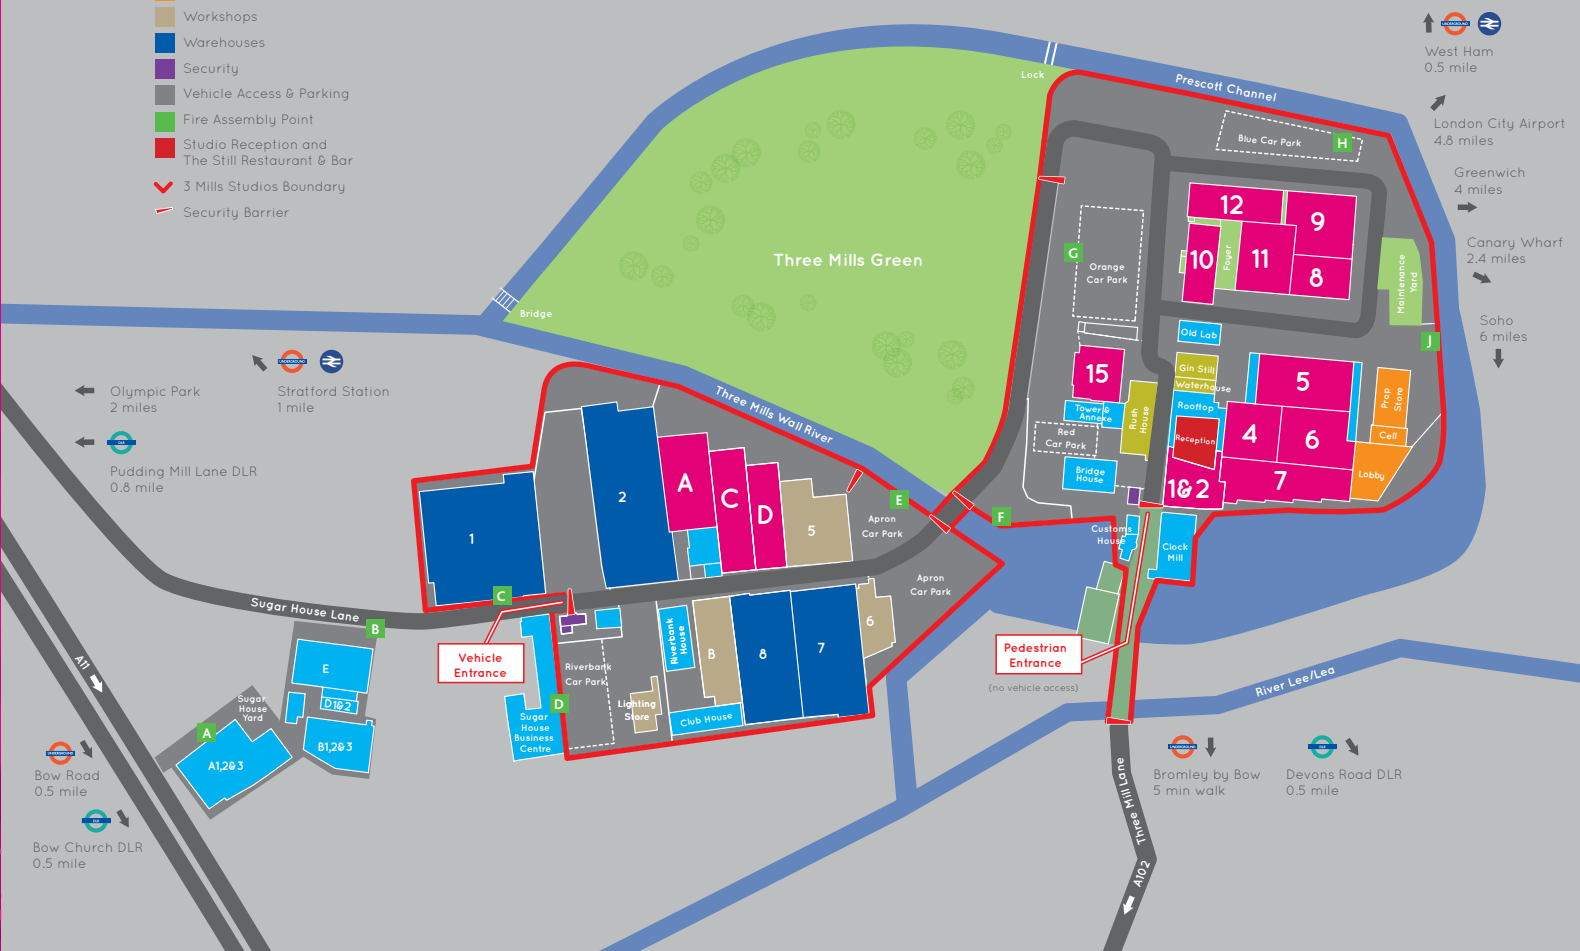 Workshops
Warehouses
Security
Vehicle Access & Parking
Fire Assembly Point
Studio Reception and
The Still Restaurant & Bar
3 Mills Studios Boundary
Security Barrier
UNDERGROUND
West Ham
0.5 mile
London City Airport
4.8 miles
Greenwich
4 miles
Canary Wharf
2.4 miles
Soho
6 miles
Lock
Prescott Channel
Blue Car Park
H
Three Mills Green
Bridge
G
Orange
Car Park
12
9
10
Foyer
11
8
Maintenance
Yard
J
Old Lab
15
Gin Still
Waterhouse
Rooftop
Reception
Tower &
Annexe
Rush
House
Red
Car Park
Bridge
House
5
4
6
7
1&2
Prop
Store
Cell
Lobby
UNDERGROUND
Stratford Station
1 mile
Olympic Park
2 miles
DLR
Pudding Mill Lane DLR
0.8 mile
Three Mills Wall River
1
2
A
C
D
5
E
Apron
Car Park
F
Customs
House
Clock
Mill
Apron
Car Park
C
Sugar House Lane
B
Vehicle
Entrance
Riverbank
House
B
8
7
6
Riverbank
Car Park
Lighting
Store
Club House
D
Sugar
House
Business
Centre
Pedestrian
Entrance
(no vehicle access)
River Lee/Lea
A11
E
D1&2
B1,2&3
Sugar
House
Yard
A
A1,2&3
UNDERGROUND
Bow Road
0.5 mile
DLR
Bow Church DLR
0.5 mile
UNDERGROUND
Bromley by Bow
5 min walk
DLR
Devons Road DLR
0.5 mile
Three Mill Lane
A102